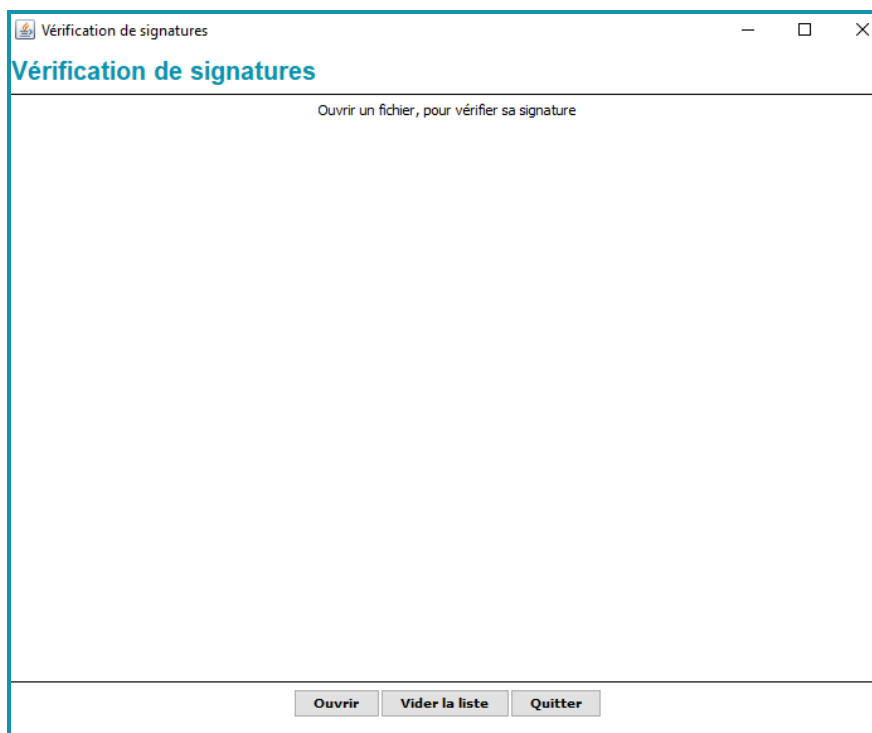 Vérification de signatures
Vérification de signatures
Ouvrir un fichier, pour vérifier sa signature
Ouvrir Vider la liste Quitter